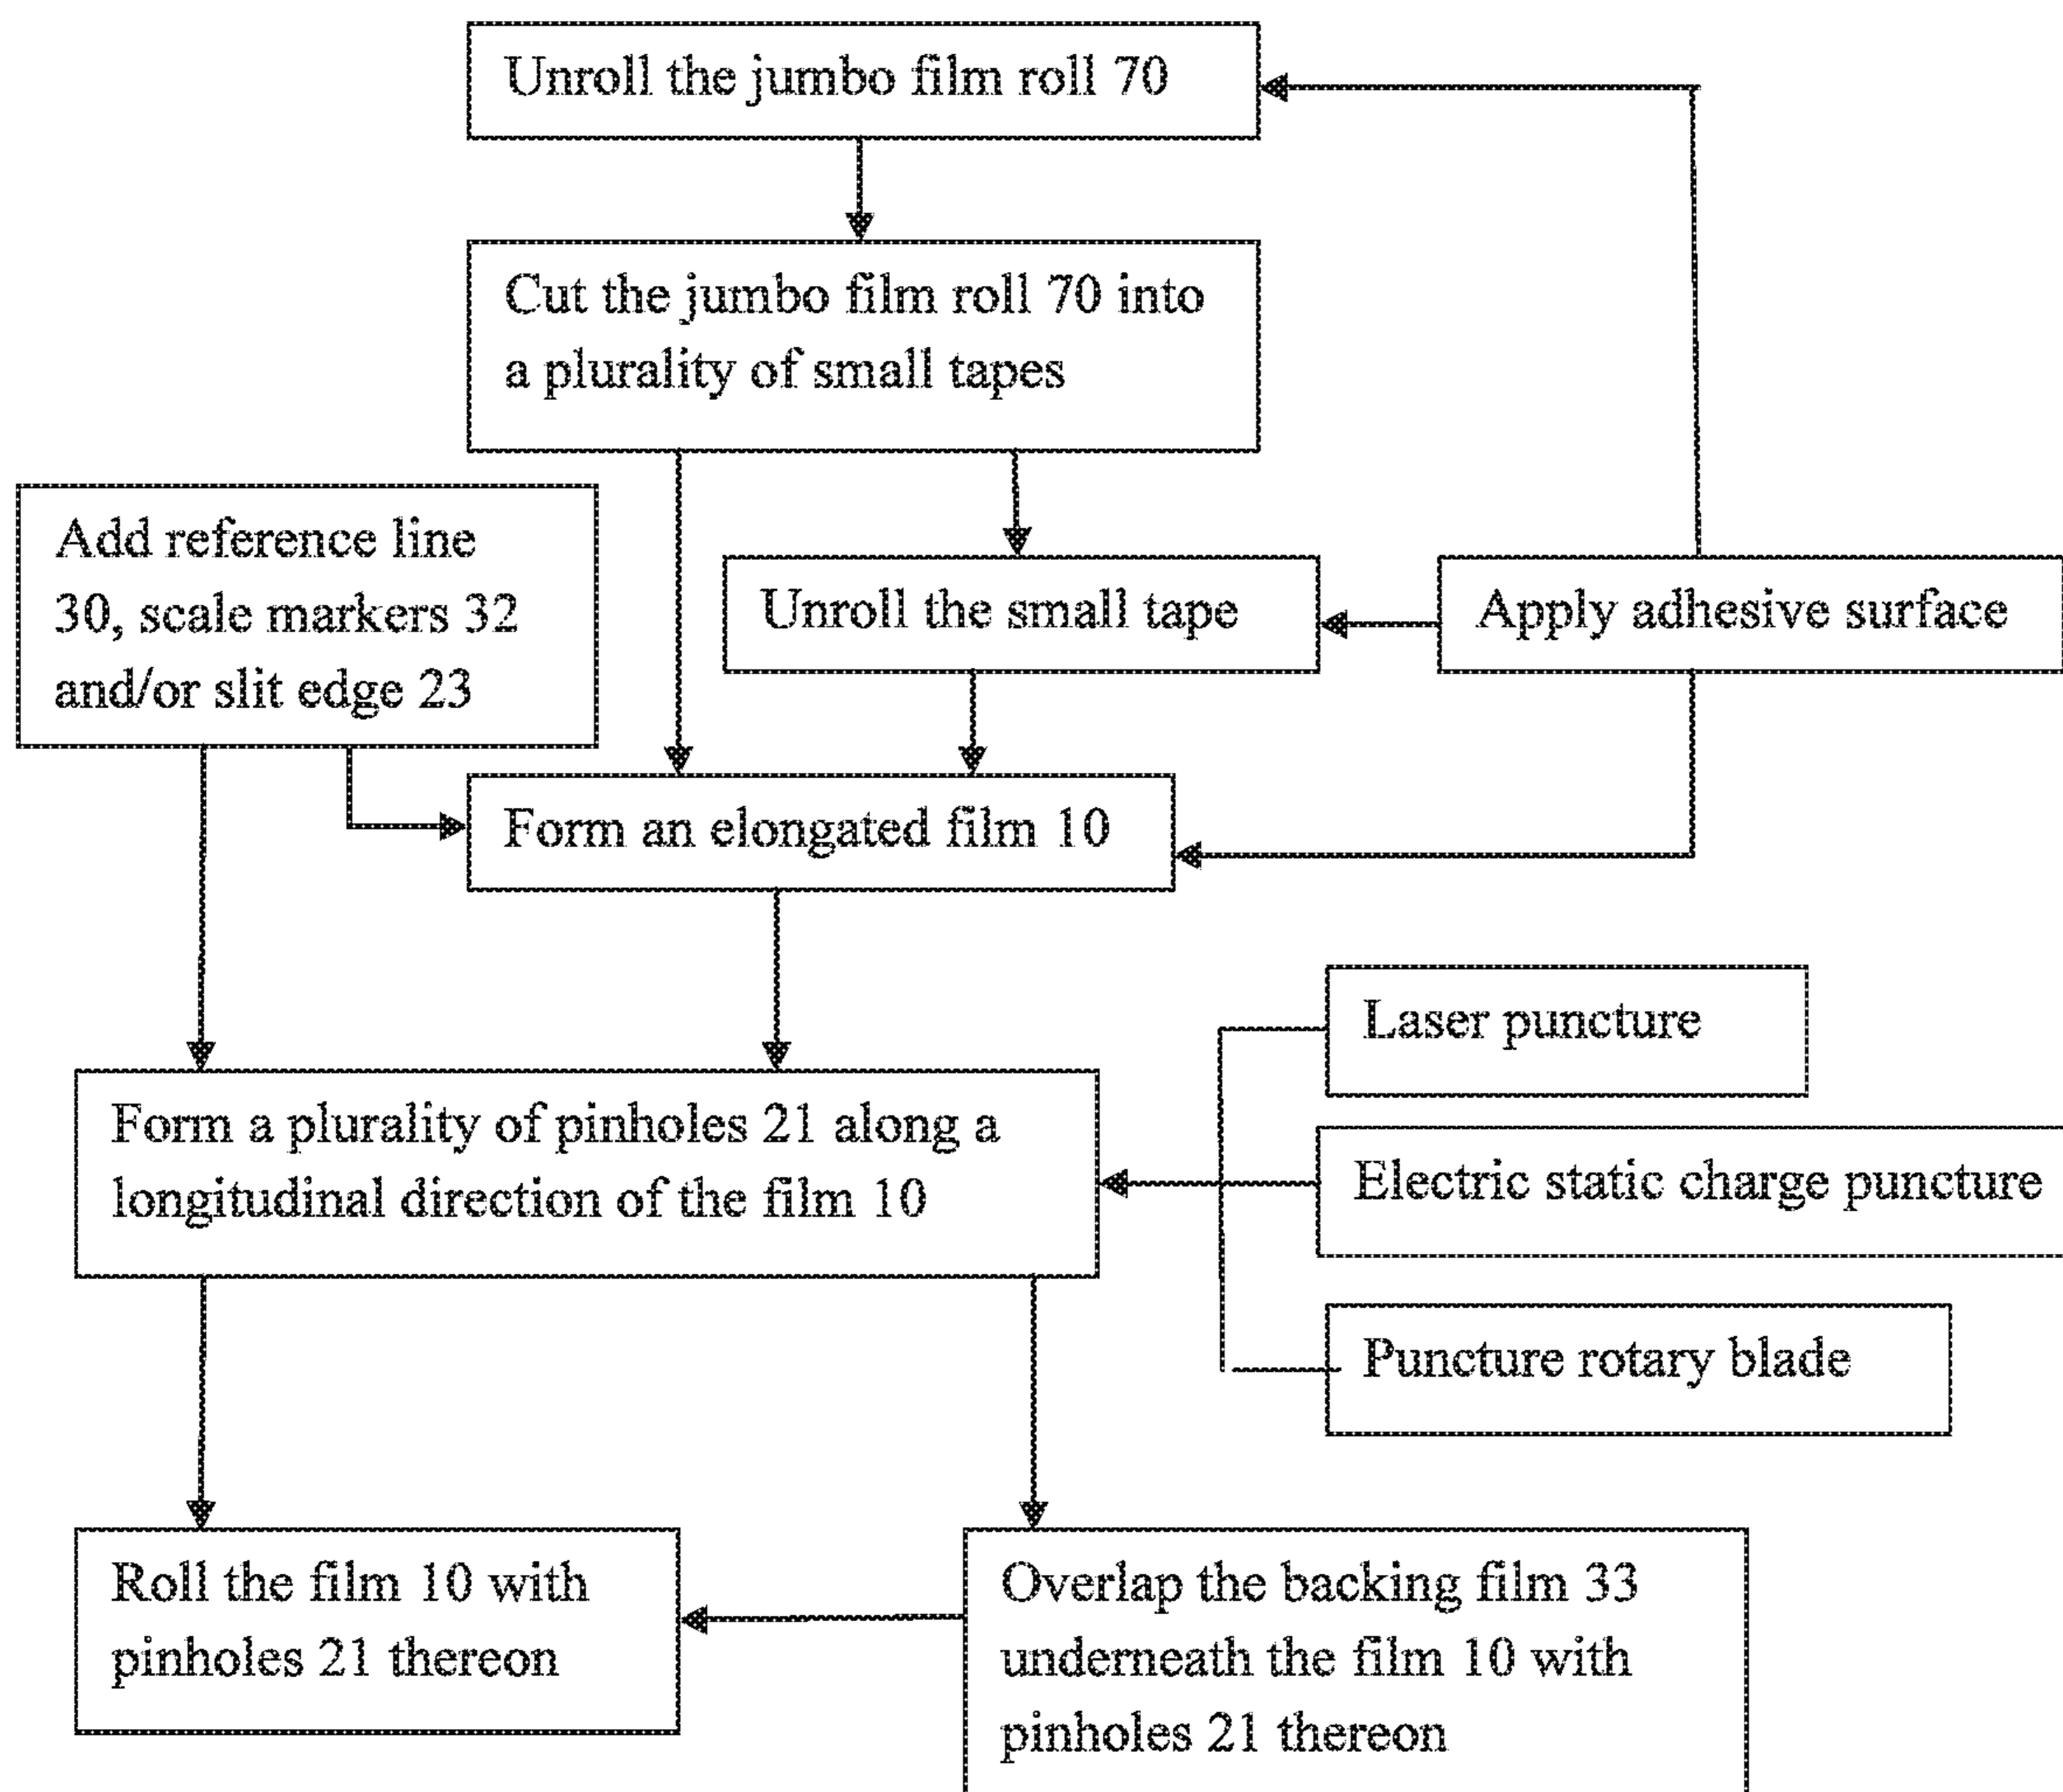 Unroll the jumbo film roll 70
Cut the jumbo film roll 70 into
a plurality of small tapes
Add reference line
30, scale markers 32
and/or slit edge 23
Unroll the small tape
Apply adhesive surface
Form an elongated film 10
Laser puncture
Form a plurality of pinholes 21 along a
longitudinal direction of the film 10
Electric static charge puncture
Puncture rotary blade
Roll the film 10 with
pinholes 21 thereon
Overlap the backing film 33
underneath the film 10 with
pinholes 21 thereon